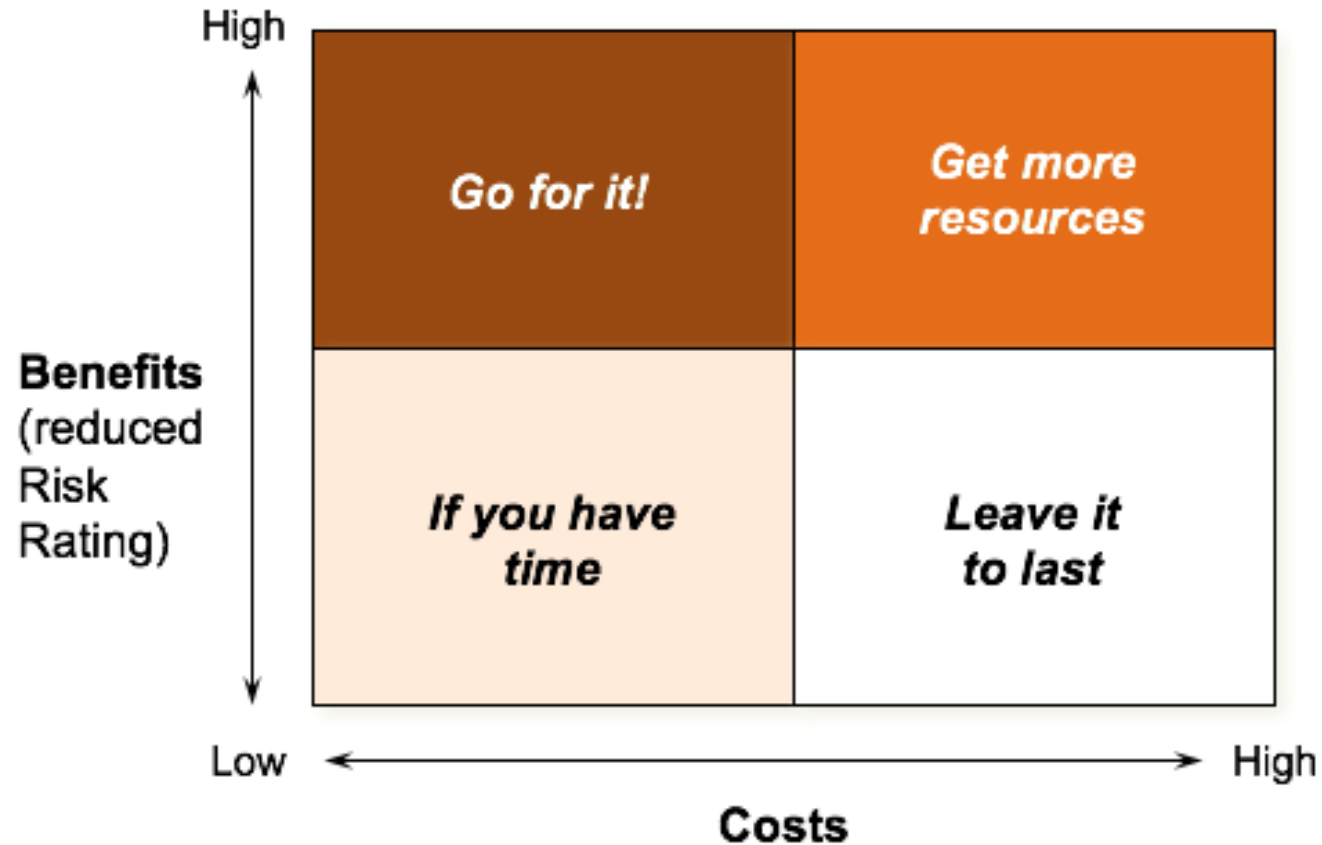 High
Go for it!
Get more
resources
Benefits
(reduced
Risk
Rating)
If you have
time
Leave it
to last
Low
High
Costs